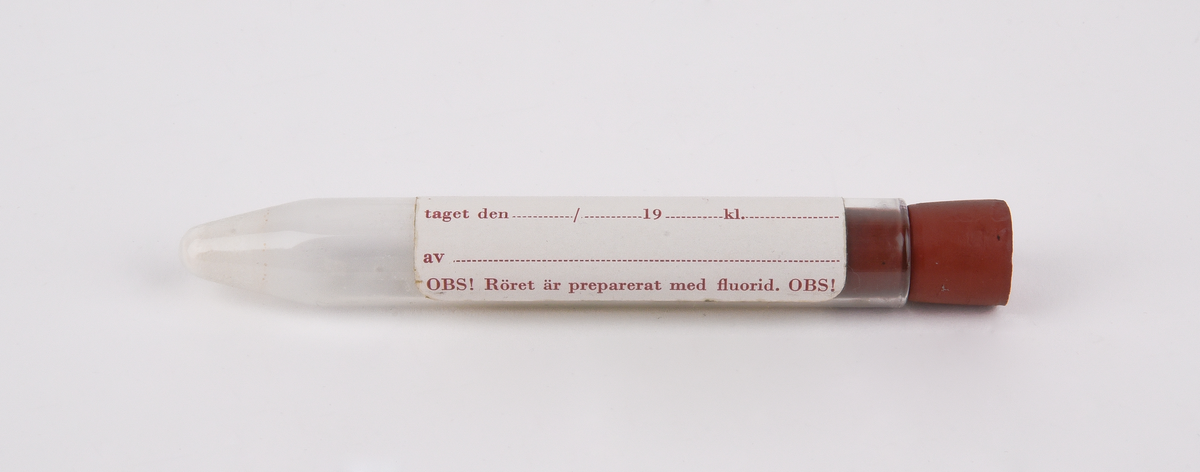 taget den ........../..........19..........kl.................
av ................................................................
OBS! Röret är preparerat med fluorid. OBS!